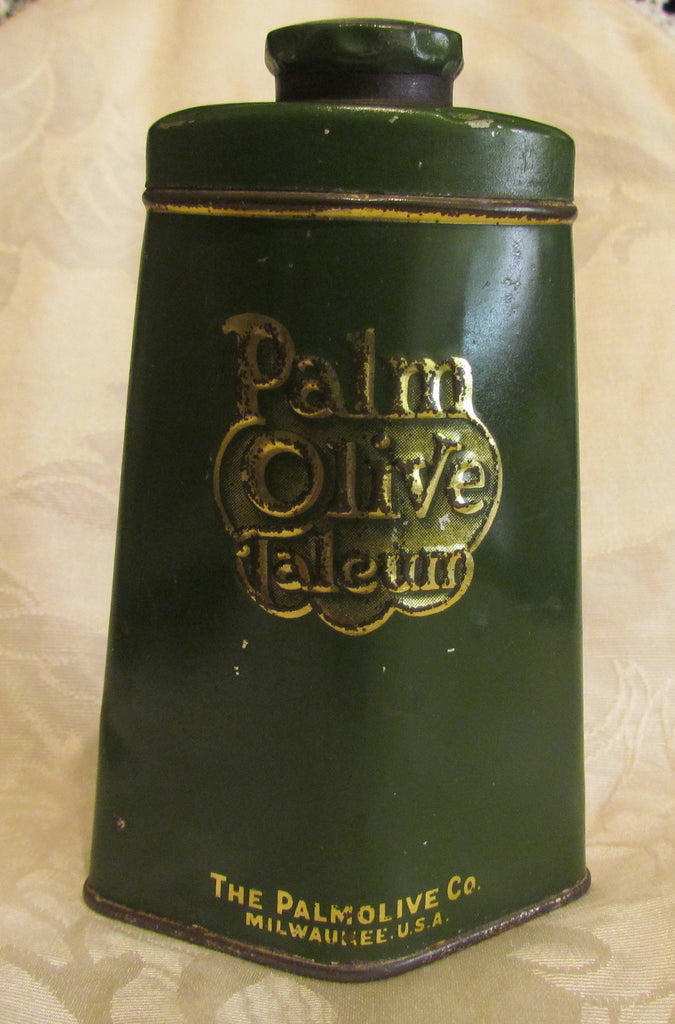 Palm
Olive
Talcum
THE PALMOLIVE CO.
MILWAUKEE. U.S.A.